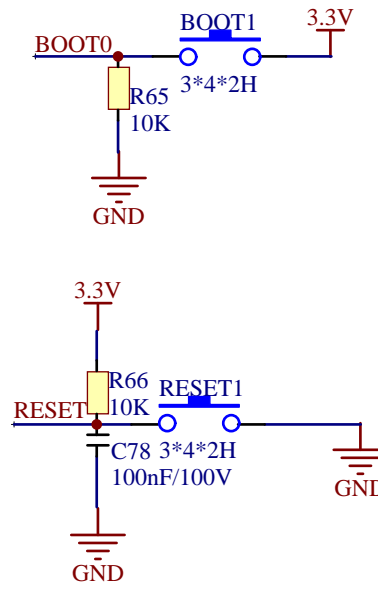 BOOT1
3.3V
BOOT0
3*4*2H
R65
10K
GND
3.3V
R66
RESET1
RESET
10K
C78
3*4*2H
100nF/100V
GND
GND